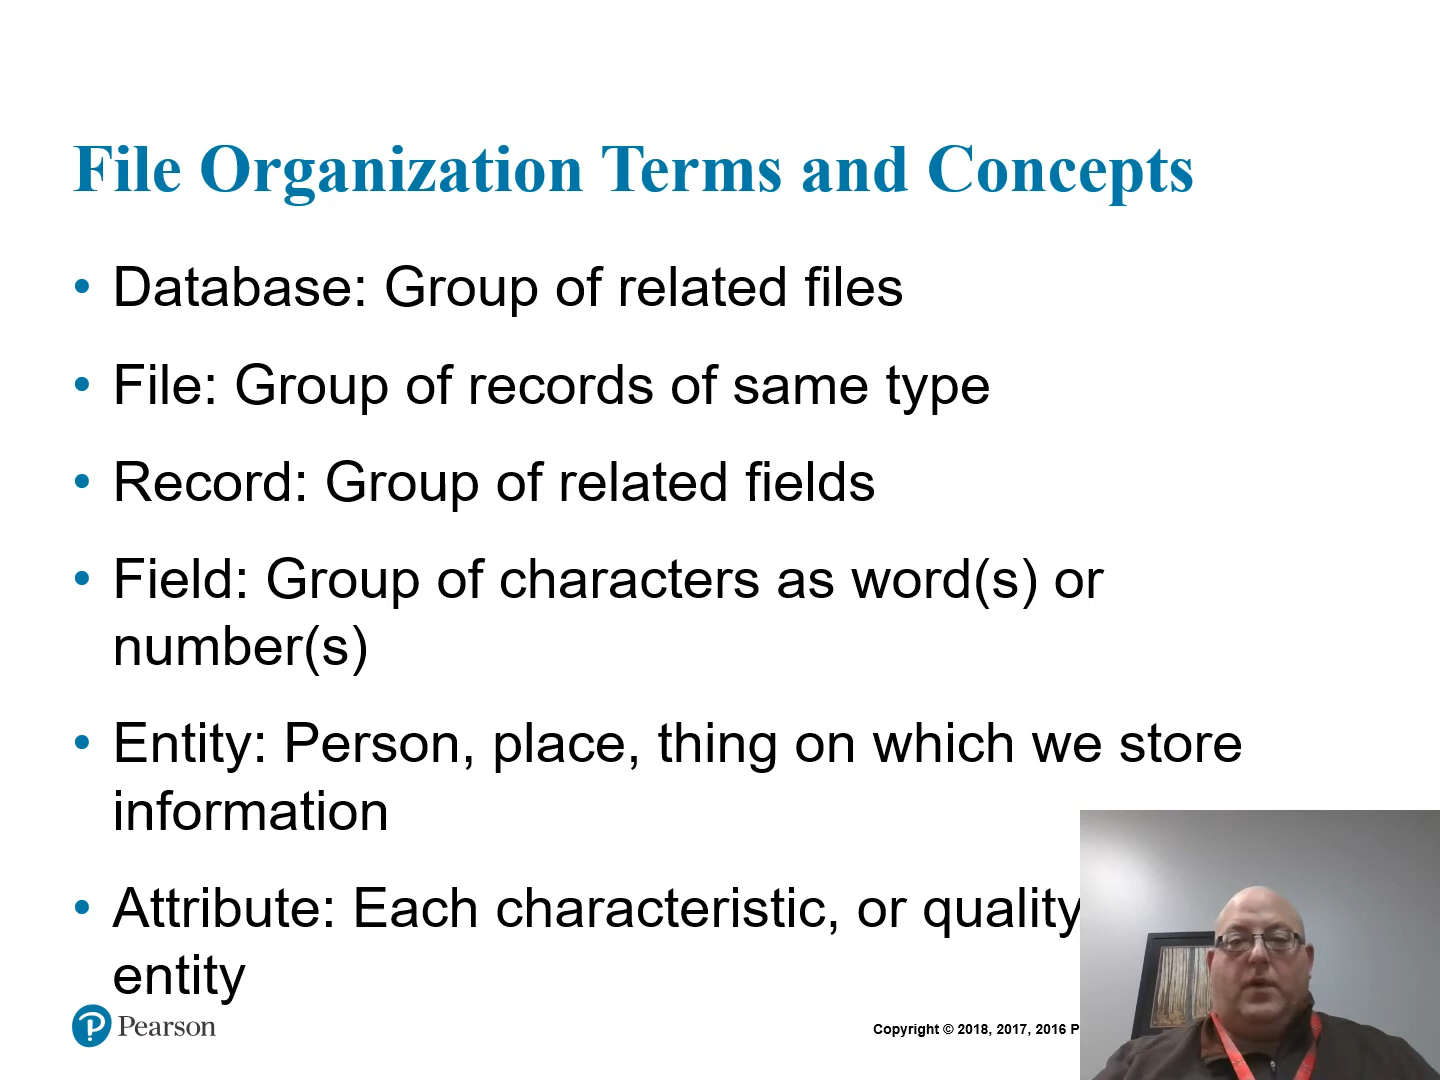 File Organization Terms and Concepts
• Database: Group of related files
• File: Group of records of same type
• Record: Group of related fields
• Field: Group of characters as word(s) or
number(s)
• Entity: Person, place, thing on which we store
information
• Attribute: Each characteristic, or quality
entity
Pearson
Copyright © 2018, 2017, 2016 P